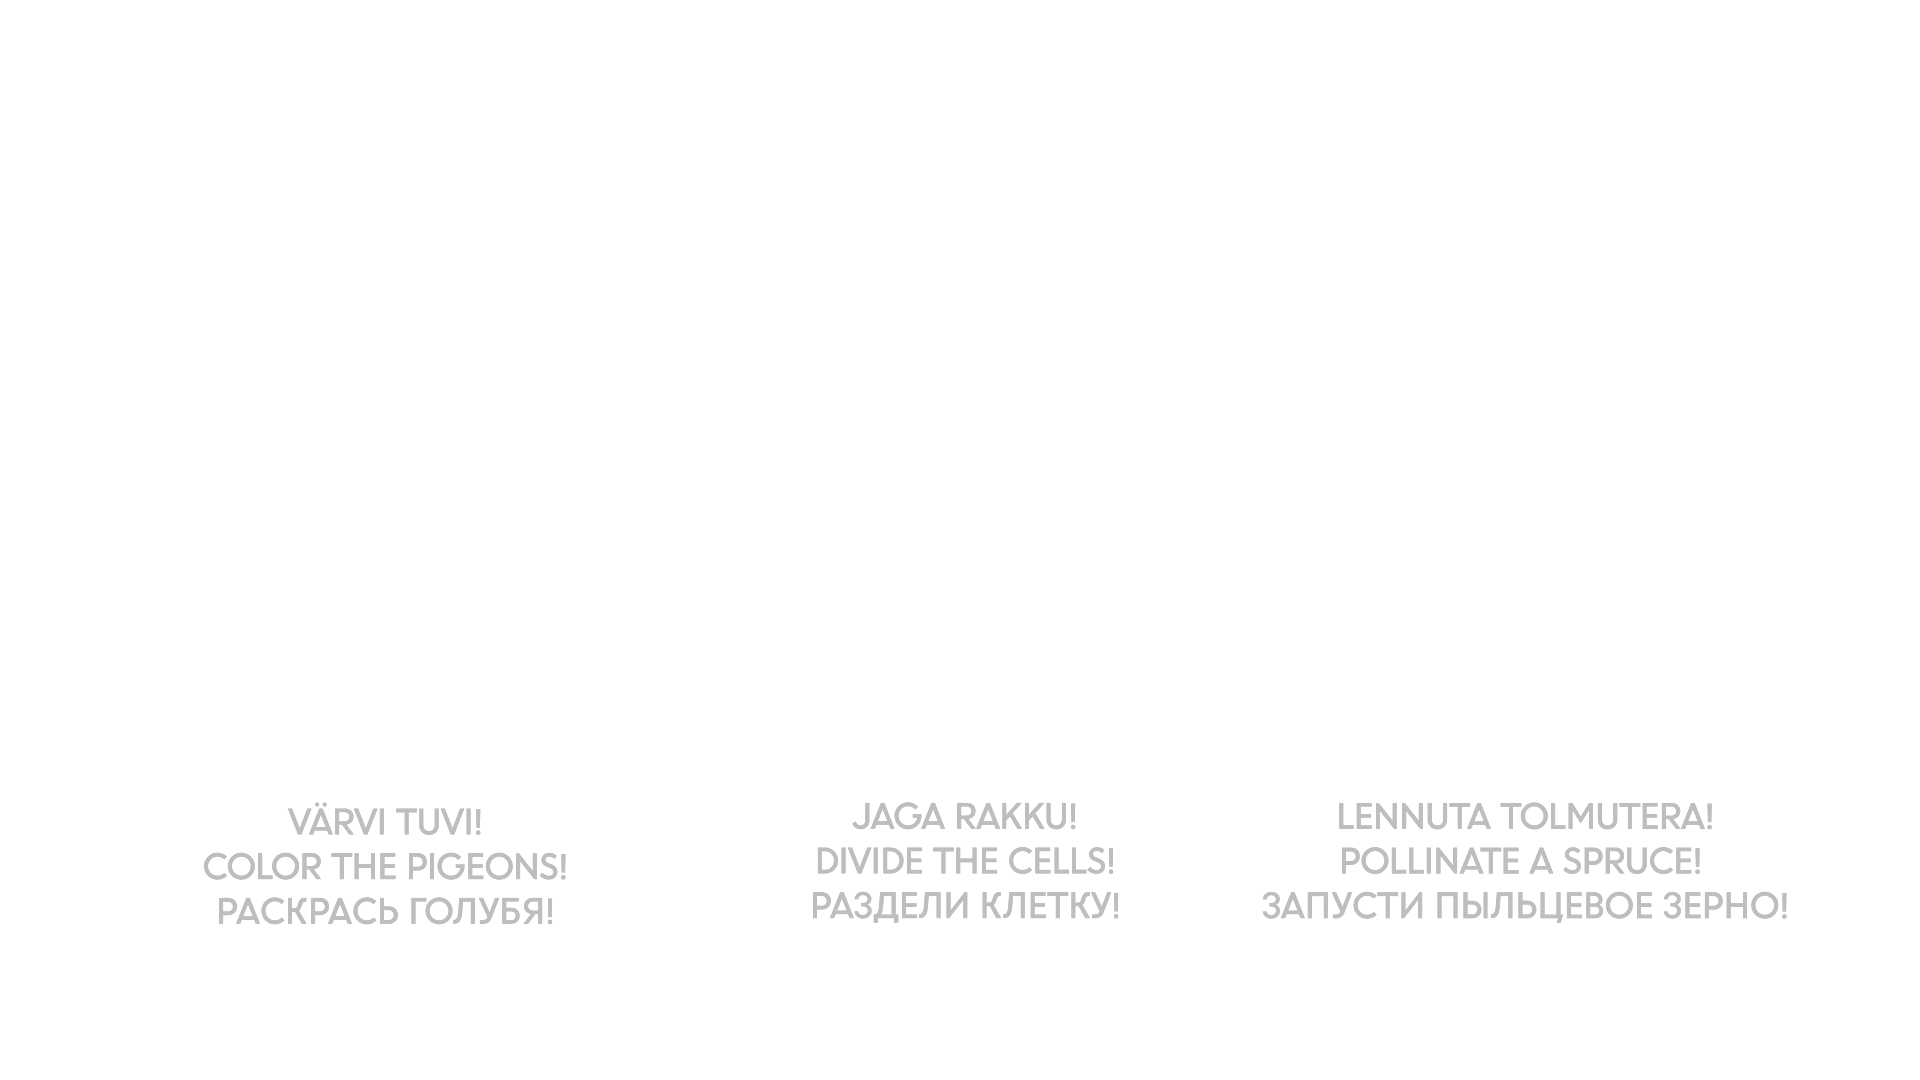 VÄRVI TUVI!
COLOR THE PIGEONS!
РАСКРАСЬ ГОЛУБЯ!
JAGA RAKKU!
DIVIDE THE CELLS!
РАЗДЕЛИ КЛЕТКУ!
LENNUTA TOLMUTERA!
POLLINATE A SPRUCE!
ЗАПУСТИ ПЫЛЬЦЕВОЕ ЗЕРНО!